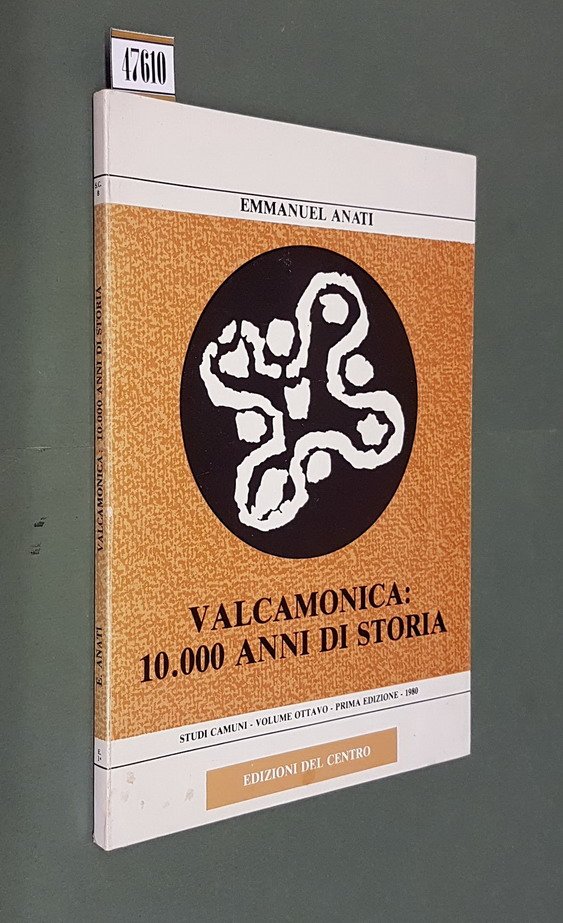 47610
EMMANUEL ANATI
VALCAMONICA:
10.000 ANNI DI STORIA
STUDI CAMUNI - VOLUME OTTAVO - PRIMA EDIZIONE - 1980
EDIZIONI DEL CENTRO
S.C.
8
VALCAMONICA: 10.000 ANNI DI STORIA
E. ANATI